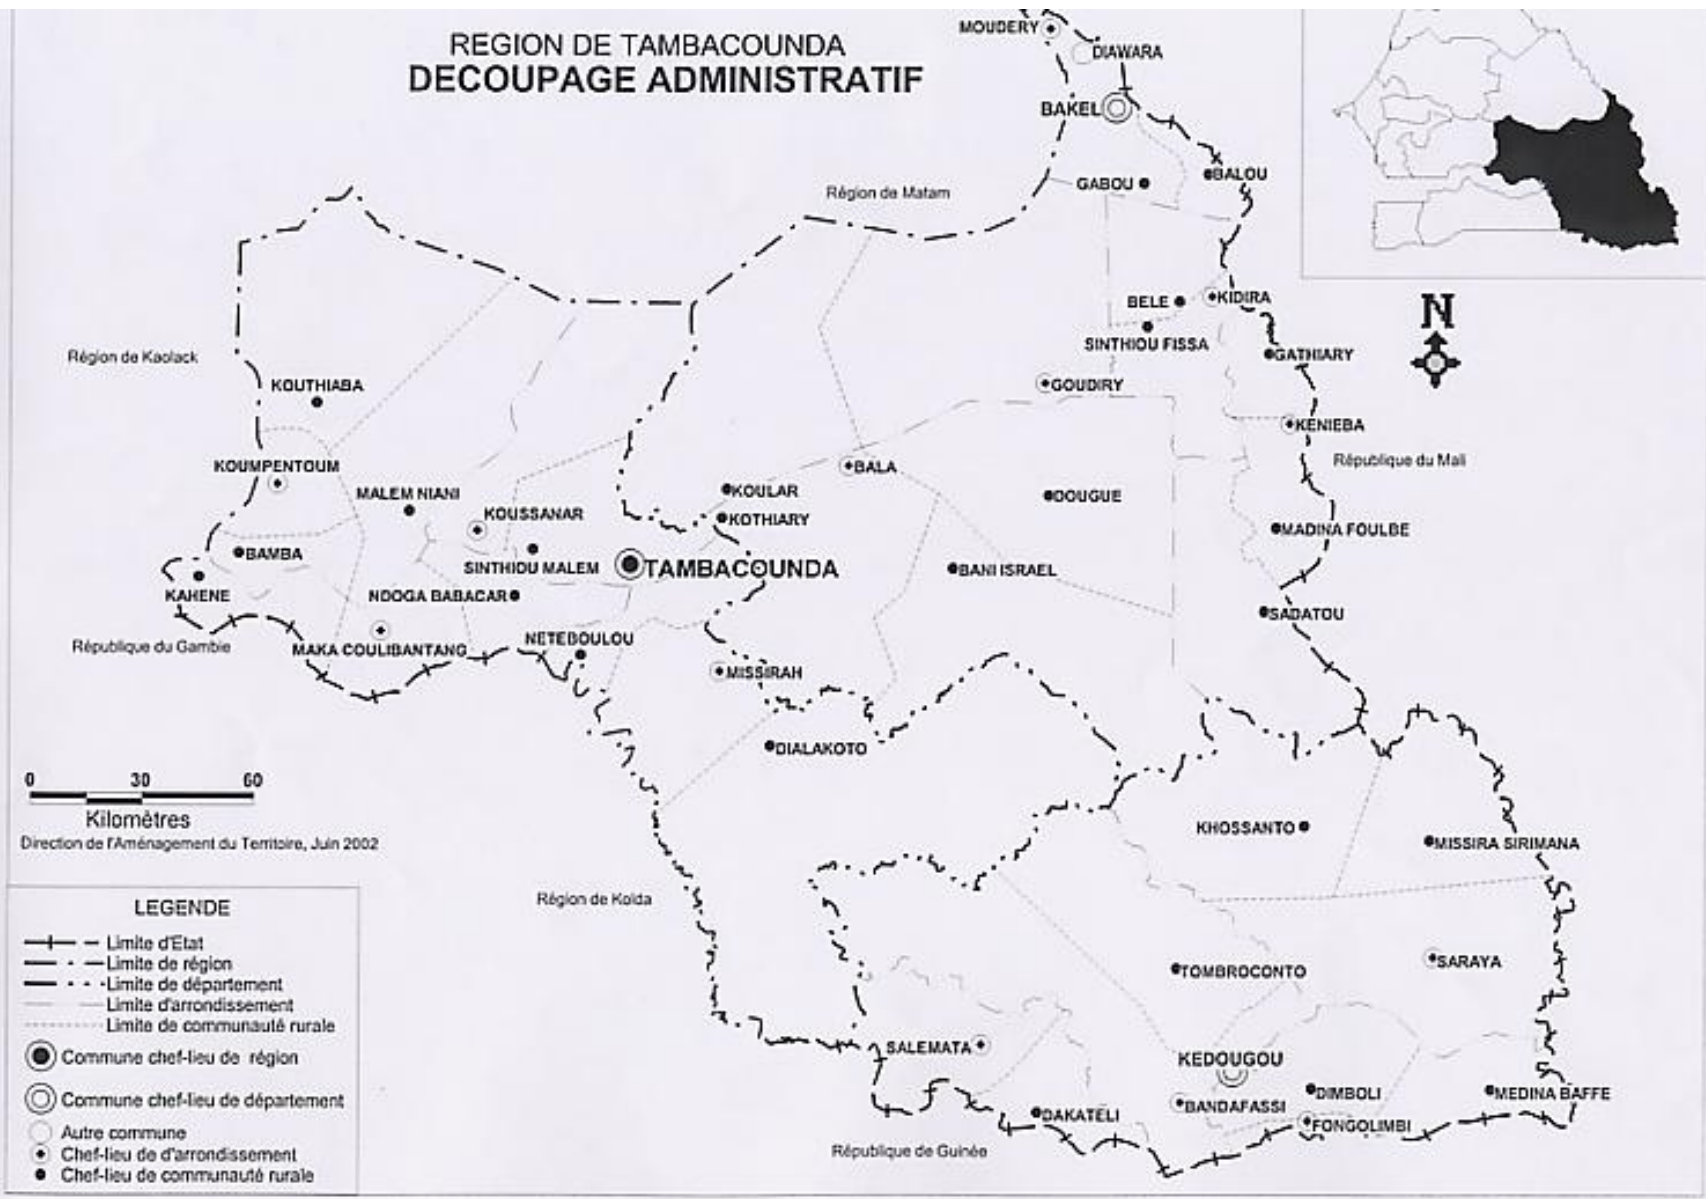 REGION DE TAMBACOUNDA
DECOUPAGE ADMINISTRATIF
MOUDERY
DIAWARA
BAKEL
BALOU
GABOU
Région de Matam
N
BELE
KIDIRA
SINTHIOU FISSA
GATHIARY
Région de Kaolack
KOUTHIABA
GOUDIRY
KENIEBA
République du Mali
KOUMPENTOUM
BALA
MALEM NIANI
KOULAR
DOUGUE
KOUSSANAR
KOTHIARY
MADINA FOULBE
BAMBA
SINTHIOU MALEM
TAMBACOUNDA
BANI ISRAEL
KAHENE
NDOGA BABACAR
SADATOU
République du Gambie
MAKA COULIBANTANG
NETEBOULOU
MISSIRAH
DIALAKOTO
0 30 60
Kilomètres
Direction de l'Aménagement du Territoire, Juin 2002
KHOSSANTO
MISSIRA SIRIMANA
Région de Kolda
LEGENDE
Limite d'Etat
Limite de région
Limite de département
Limite d'arrondissement
Limite de communauté rurale
Commune chef-lieu de région
Commune chef-lieu de département
Autre commune
Chef-lieu de d'arrondissement
Chef-lieu de communauté rurale
TOMBROCONTO
SARAYA
SALEMATA
KEDOUGOU
DIMBOLI
MEDINA BAFFE
BANDAFASSI
DAKATELI
FONGOLIMBI
République de Guinée